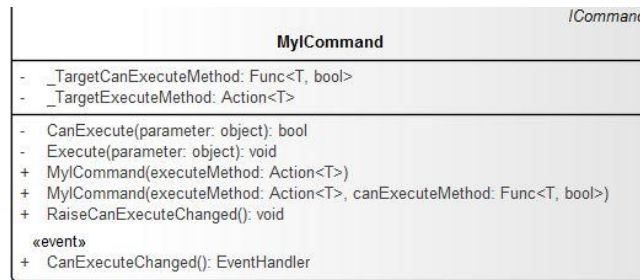 ICommand
MyICommand
- _TargetCanExecuteMethod: Func<T, bool>
- _TargetExecuteMethod: Action<T>
- CanExecute(parameter: object): bool
- Execute(parameter: object): void
+ MyICommand(executeMethod: Action<T>)
+ MyICommand(executeMethod: Action<T>, canExecuteMethod: Func<T, bool>)
+ RaiseCanExecuteChanged(): void
«event»
+ CanExecuteChanged(): EventHandler